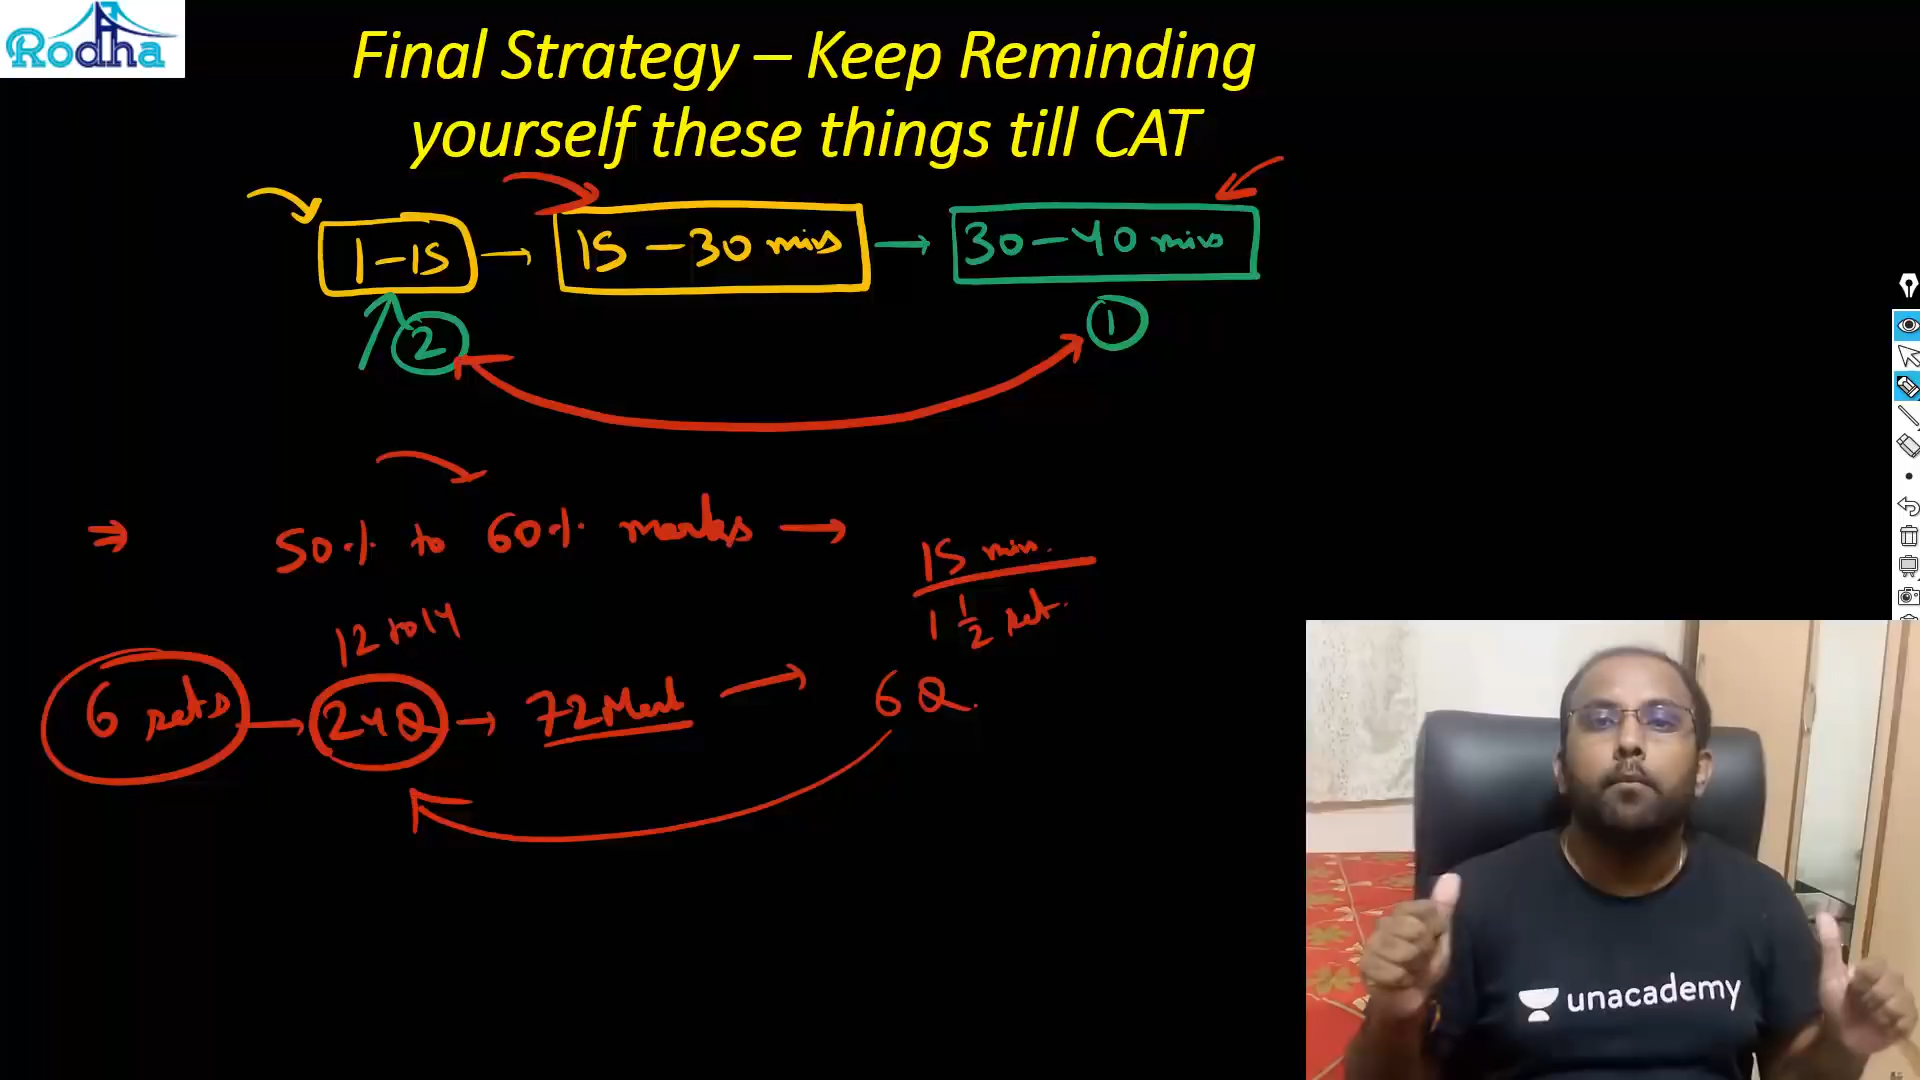 Rodha
Final Strategy – Keep Reminding
yourself these things till CAT
1-15 → 15 – 30 mins → 30 – 40 mins
2 1
⇒ 50% to 60% marks →
15 min.
1 1/2 set.
12 to 14
6 sets → 24Q → 72 Mark → 6 Q.
unacademy